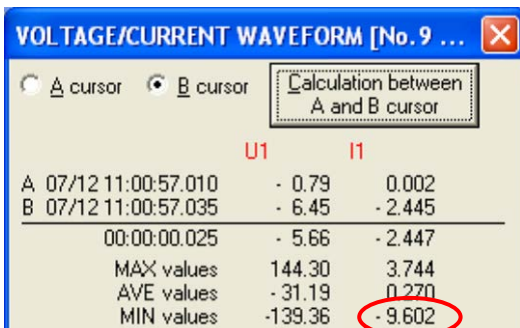 VOLTAGE/CURRENT WAVEFORM [No.9 ...
A cursor B cursor Calculation between
A and B cursor
U1 I1
A 07/12 11:00:57.010 - 0.79 0.002
B 07/12 11:00:57.035 - 6.45 - 2.445
00:00:00.025 - 5.66 - 2.447
MAX values 144.30 3.744
AVE values - 31.19 0.270
MIN values -139.36 - 9.602